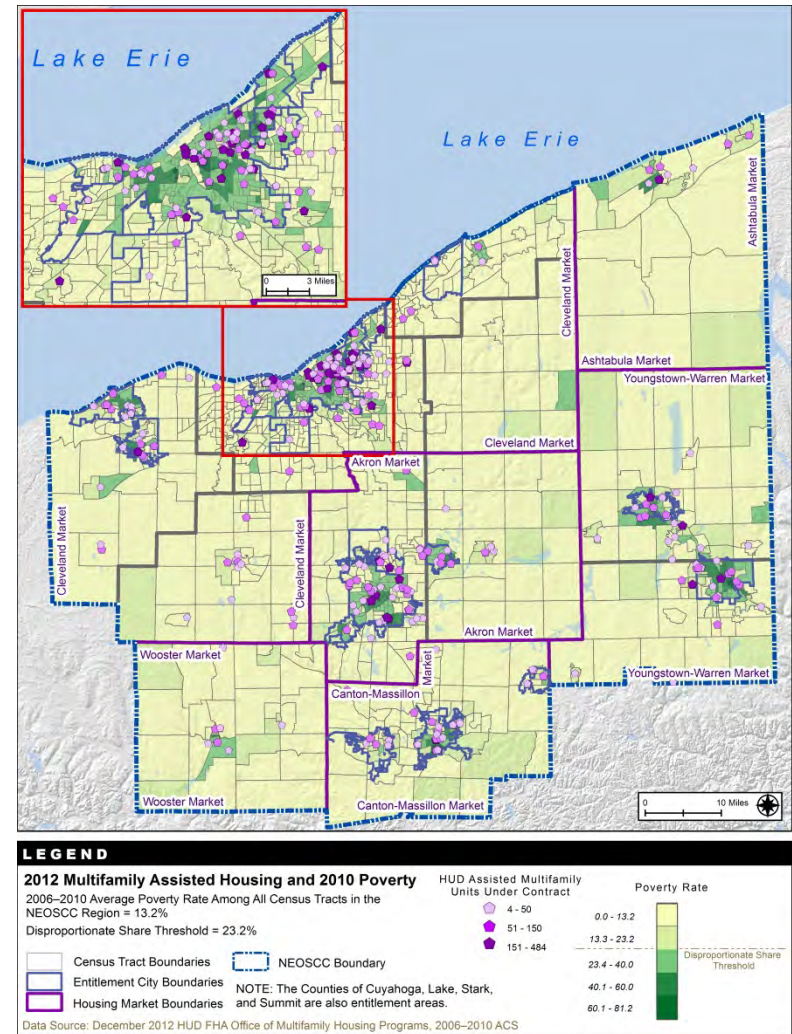 Lake Erie
0 3 Miles
Lake Erie
Ashtabula Market
Cleveland Market
Ashtabula Market
Youngstown-Warren Market
Cleveland Market
Akron Market
Cleveland Market
Cleveland Market
Akron Market
Wooster Market
Market
Youngstown-Warren Market
Canton-Massillon
Wooster Market
Canton-Massillon Market
0 10 Miles
LEGEND
2012 Multifamily Assisted Housing and 2010 Poverty
2006–2010 Average Poverty Rate Among All Census Tracts in the
NEOSCC Region = 13.2%
Disproportionate Share Threshold = 23.2%
Census Tract Boundaries
Entitlement City Boundaries
Housing Market Boundaries
NEOSCC Boundary
NOTE: The Counties of Cuyahoga, Lake, Stark,
and Summit are also entitlement areas.
HUD Assisted Multifamily
Units Under Contract
4 - 50
51 - 150
151 - 484
Poverty Rate
0.0 - 13.2
13.3 - 23.2
Disproportionate Share
Threshold
23.4 - 40.0
40.1 - 60.0
60.1 - 81.2
Data Source: December 2012 HUD FHA Office of Multifamily Housing Programs, 2006–2010 ACS